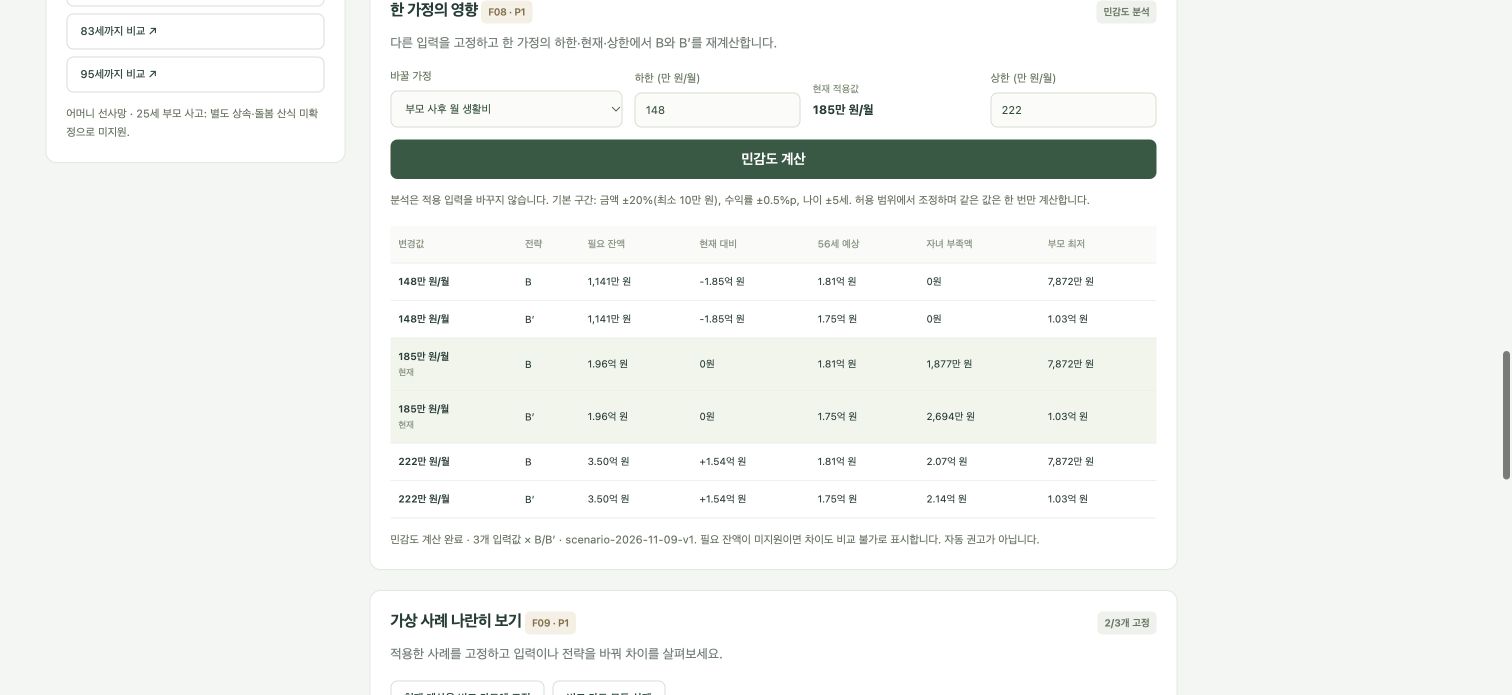 83세까지 비교 ↗
95세까지 비교 ↗
어머니 선사망 · 25세 부모 사고: 별도 상속·돌봄 산식 미확
정으로 미지원.
한 가정의 영향 F08 · P1 민감도 분석
다른 입력을 고정하고 한 가정의 하한·현재·상한에서 B와 B′를 재계산합니다.
바꿀 가정 하한 (만 원/월) 현재 적용값 상한 (만 원/월)
부모 사후 월 생활비 148 185만 원/월 222
민감도 계산
분석은 적용 입력을 바꾸지 않습니다. 기본 구간: 금액 ±20%(최소 10만 원), 수익률 ±0.5%p, 나이 ±5세. 허용 범위에서 조정하며 같은 값은 한 번만 계산합니다.
변경값 전략 필요 잔액 현재 대비 56세 예상 자녀 부족액 부모 최저
148만 원/월 B 1,141만 원 -1.85억 원 1.81억 원 0원 7,872만 원
148만 원/월 B′ 1,141만 원 -1.85억 원 1.75억 원 0원 1.03억 원
185만 원/월 B 1.96억 원 0원 1.81억 원 1,877만 원 7,872만 원
현재
185만 원/월 B′ 1.96억 원 0원 1.75억 원 2,694만 원 1.03억 원
현재
222만 원/월 B 3.50억 원 +1.54억 원 1.81억 원 2.07억 원 7,872만 원
222만 원/월 B′ 3.50억 원 +1.54억 원 1.75억 원 2.14억 원 1.03억 원
민감도 계산 완료 · 3개 입력값 × B/B′ · scenario-2026-11-09-v1. 필요 잔액이 미지원이면 차이도 비교 불가로 표시합니다. 자동 권고가 아닙니다.
가상 사례 나란히 보기 F09 · P1 2/3개 고정
적용한 사례를 고정하고 입력이나 전략을 바꿔 차이를 살펴보세요.